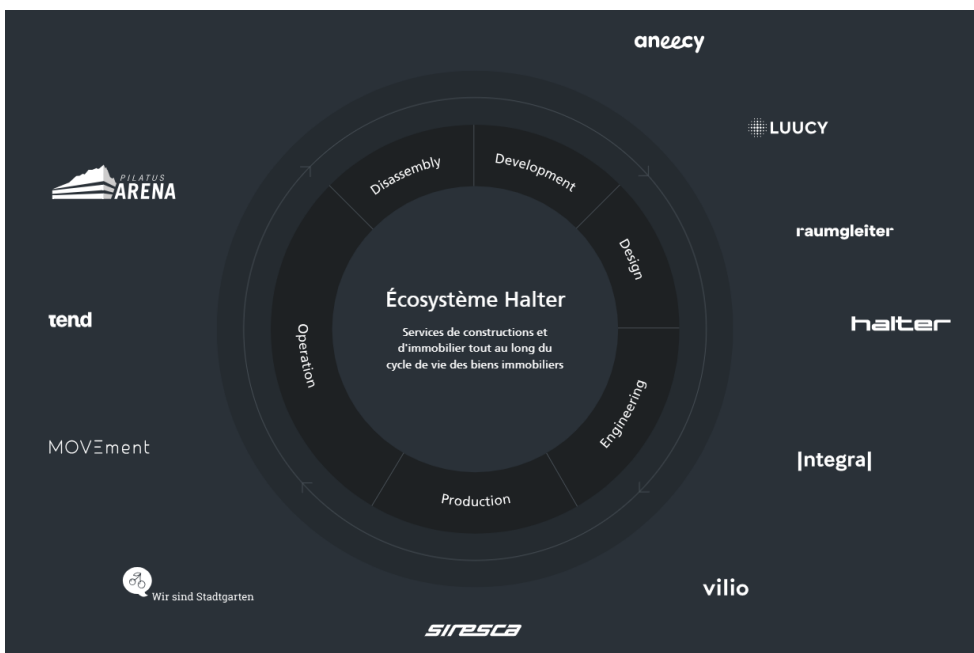 aneecy
LUUCY
PILATUS
ARENA
Disassembly
Development
raumgleiter
Design
Écosystème Halter
Services de constructions et
d'immobilier tout au long du
cycle de vie des biens immobiliers
tend
halter
Operation
Engineering
MOVEment
Integral
Production
Wir sind Stadtgarten
vilio
siresca